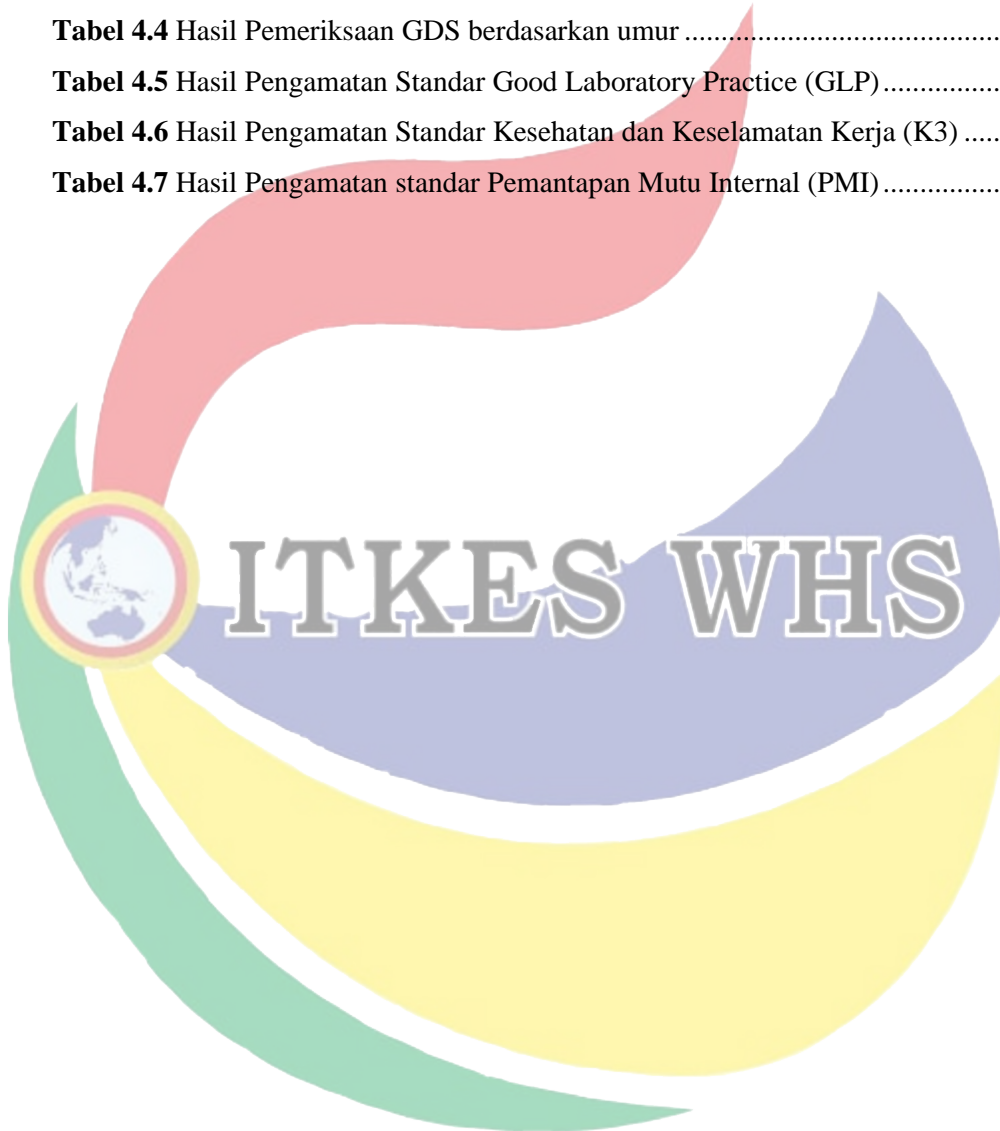 Tabel 4.4 Hasil Pemeriksaan GDS berdasarkan umur ......................................
Tabel 4.5 Hasil Pengamatan Standar Good Laboratory Practice (GLP) ................
Tabel 4.6 Hasil Pengamatan Standar Kesehatan dan Keselamatan Kerja (K3) .....
Tabel 4.7 Hasil Pengamatan standar Pemantapan Mutu Internal (PMI) ................
ITKES WHS